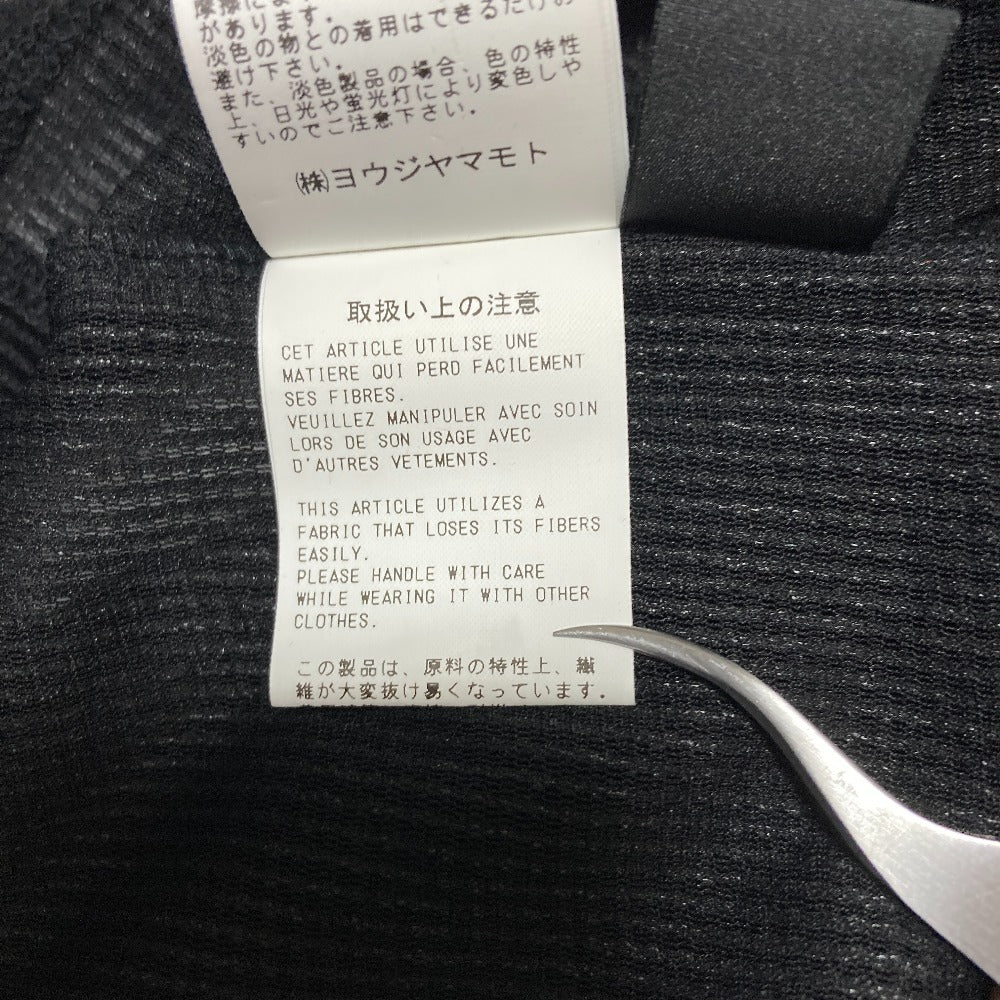 があります。
淡色の物との着用はできるだけお
避け下さい。
また、淡色製品の場合、色の特性
上、日光や蛍光灯により変色しや
すいのでご注意下さい。
㈱ヨウジヤマモト
取扱い上の注意
CET ARTICLE UTILISE UNE
MATIERE QUI PERD FACILEMENT
SES FIBRES.
VEUILLEZ MANIPULER AVEC SOIN
LORS DE SON USAGE AVEC
D'AUTRES VETEMENTS.
THIS ARTICLE UTILIZES A
FABRIC THAT LOSES ITS FIBERS
EASILY.
PLEASE HANDLE WITH CARE
WHILE WEARING IT WITH OTHER
CLOTHES.
この製品は、原料の特性上、繊
維が大変抜け易くなっています。